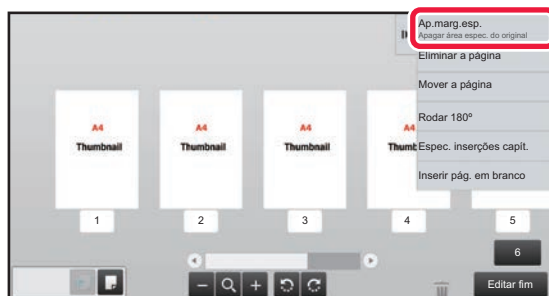 Ap.marg.esp.
Apagar área espec. do original
Eliminar a página
Mover a página
Rodar 180º
Espec. inserções capít.
Inserir pág. em branco
A4
Thumbnail
A4
Thumbnail
A4
Thumbnail
A4
Thumb
1
2
3
4
5
6
Editar fim